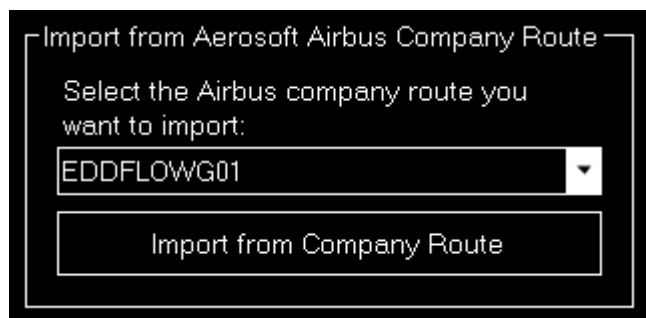 Import from Aerosoft Airbus Company Route
Select the Airbus company route you
want to import:
EDDFLOWG01
Import from Company Route